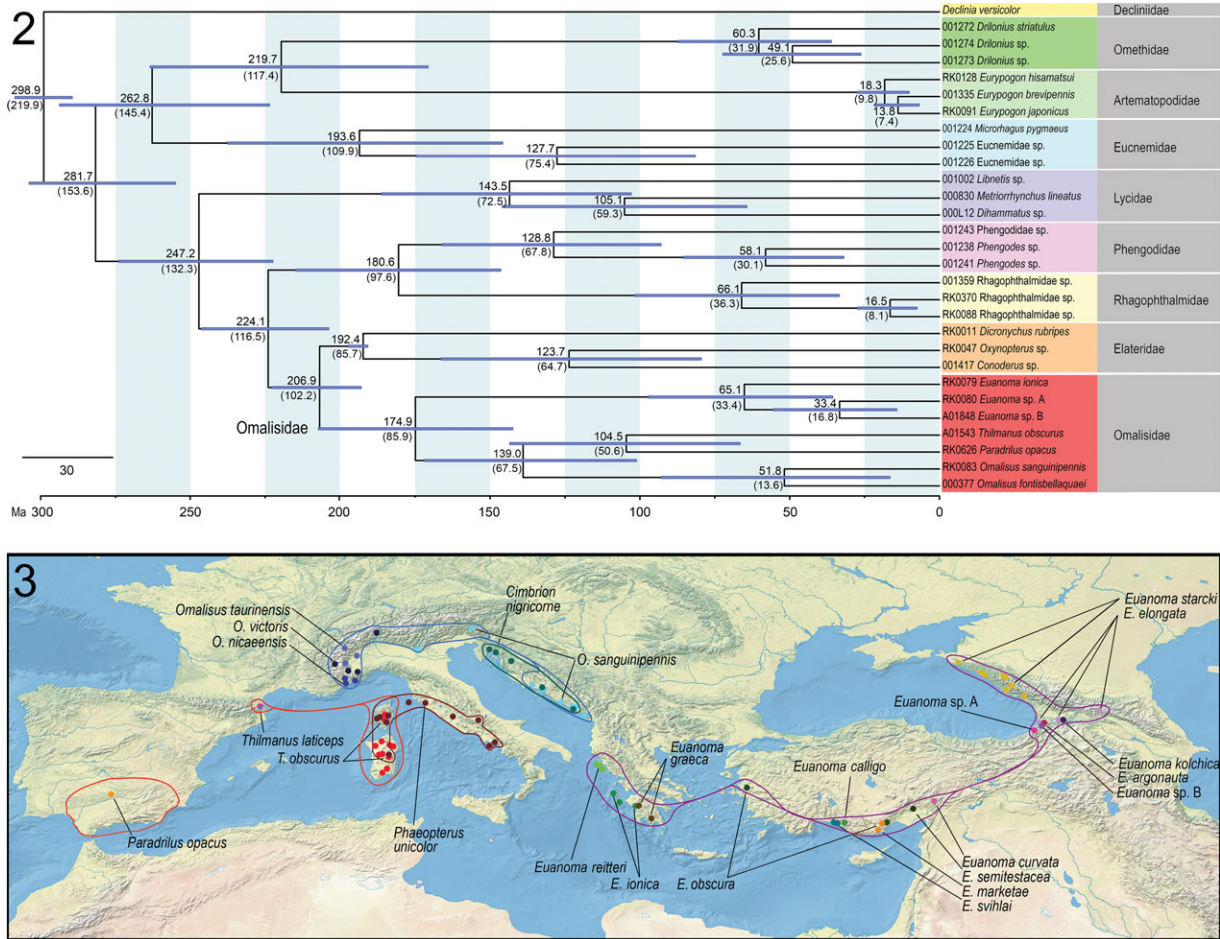 2
Declinia versicolor Decliniidae
001272 Drilonius striatulus
001274 Drilonius sp.
001273 Drilonius sp.
Omethidae
RK0128 Eurypogon hisamatsui
001335 Eurypogon brevipennis
RK0091 Eurypogon japonicus
Artematopodidae
001224 Microrhagus pygmaeus
001225 Eucnemidae sp.
001226 Eucnemidae sp.
Eucnemidae
001002 Libnetis sp.
000830 Metriorrhynchus lineatus
000L12 Dihammatus sp.
Lycidae
001243 Phengodidae sp.
001238 Phengodes sp.
001241 Phengodes sp.
Phengodidae
001359 Rhagophthalmidae sp.
RK0370 Rhagophthalmidae sp.
RK0088 Rhagophthalmidae sp.
Rhagophthalmidae
RK0011 Dicronychus rubripes
RK0047 Oxynopterus sp.
001417 Conoderus sp.
Elateridae
RK0079 Euanoma ionica
RK0080 Euanoma sp. A
A01848 Euanoma sp. B
A01543 Thilmanus obscurus
RK0626 Paradrilus opacus
RK0083 Omalisus sanguinipennis
000377 Omalisus fontisbellaquaei
Omalisidae
298.9
(219.9)
281.7
(153.6)
262.8
(145.4)
219.7
(117.4)
60.3
(31.9)
49.1
(25.6)
18.3
(9.8)
13.8
(7.4)
193.6
(109.9)
127.7
(75.4)
247.2
(132.3)
143.5
(72.5)
105.1
(59.3)
224.1
(116.5)
180.6
(97.6)
128.8
(67.8)
58.1
(30.1)
66.1
(36.3)
16.5
(8.1)
206.9
(102.2)
192.4
(85.7)
123.7
(64.7)
Omalisidae
174.9
(85.9)
65.1
(33.4)
33.4
(16.8)
139.0
(67.5)
104.5
(50.6)
51.8
(13.6)
30
Ma 300 250 200 150 100 50 0
3
Omalisus taurinensis
O. victoris
O. nicaeensis
Cimbrion
nigricorne
O. sanguinipennis
Euanoma starcki
E. elongata
Euanoma sp. A
Thilmanus laticeps
T. obscurus
Euanoma
graeca
Euanoma calligo
Euanoma kolchica
E. argonauta
Euanoma sp. B
Paradrilus opacus
Phaeopterus
unicolor
Euanoma reitteri
E. ionica
E. obscura
Euanoma curvata
E. semitestacea
E. marketae
E. svihlai